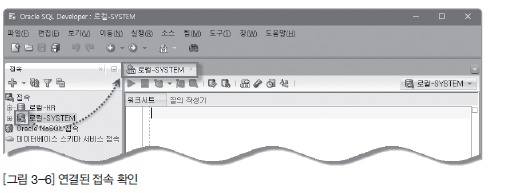 Oracle SQL Developer : 로컬-SYSTEM
파일(F) 편집(E) 보기(V) 이동(N) 실행(R) 소스 팀(M) 도구(T) 창(W) 도움말(H)
접속
로컬-SYSTEM
로컬-SYSTEM
워크시트 질의 작성기
접속
로컬-HR
로컬-SYSTEM
Oracle NoSQL 접속
데이터베이스 스키마 서비스 접속
[그림 3-6] 연결된 접속 확인